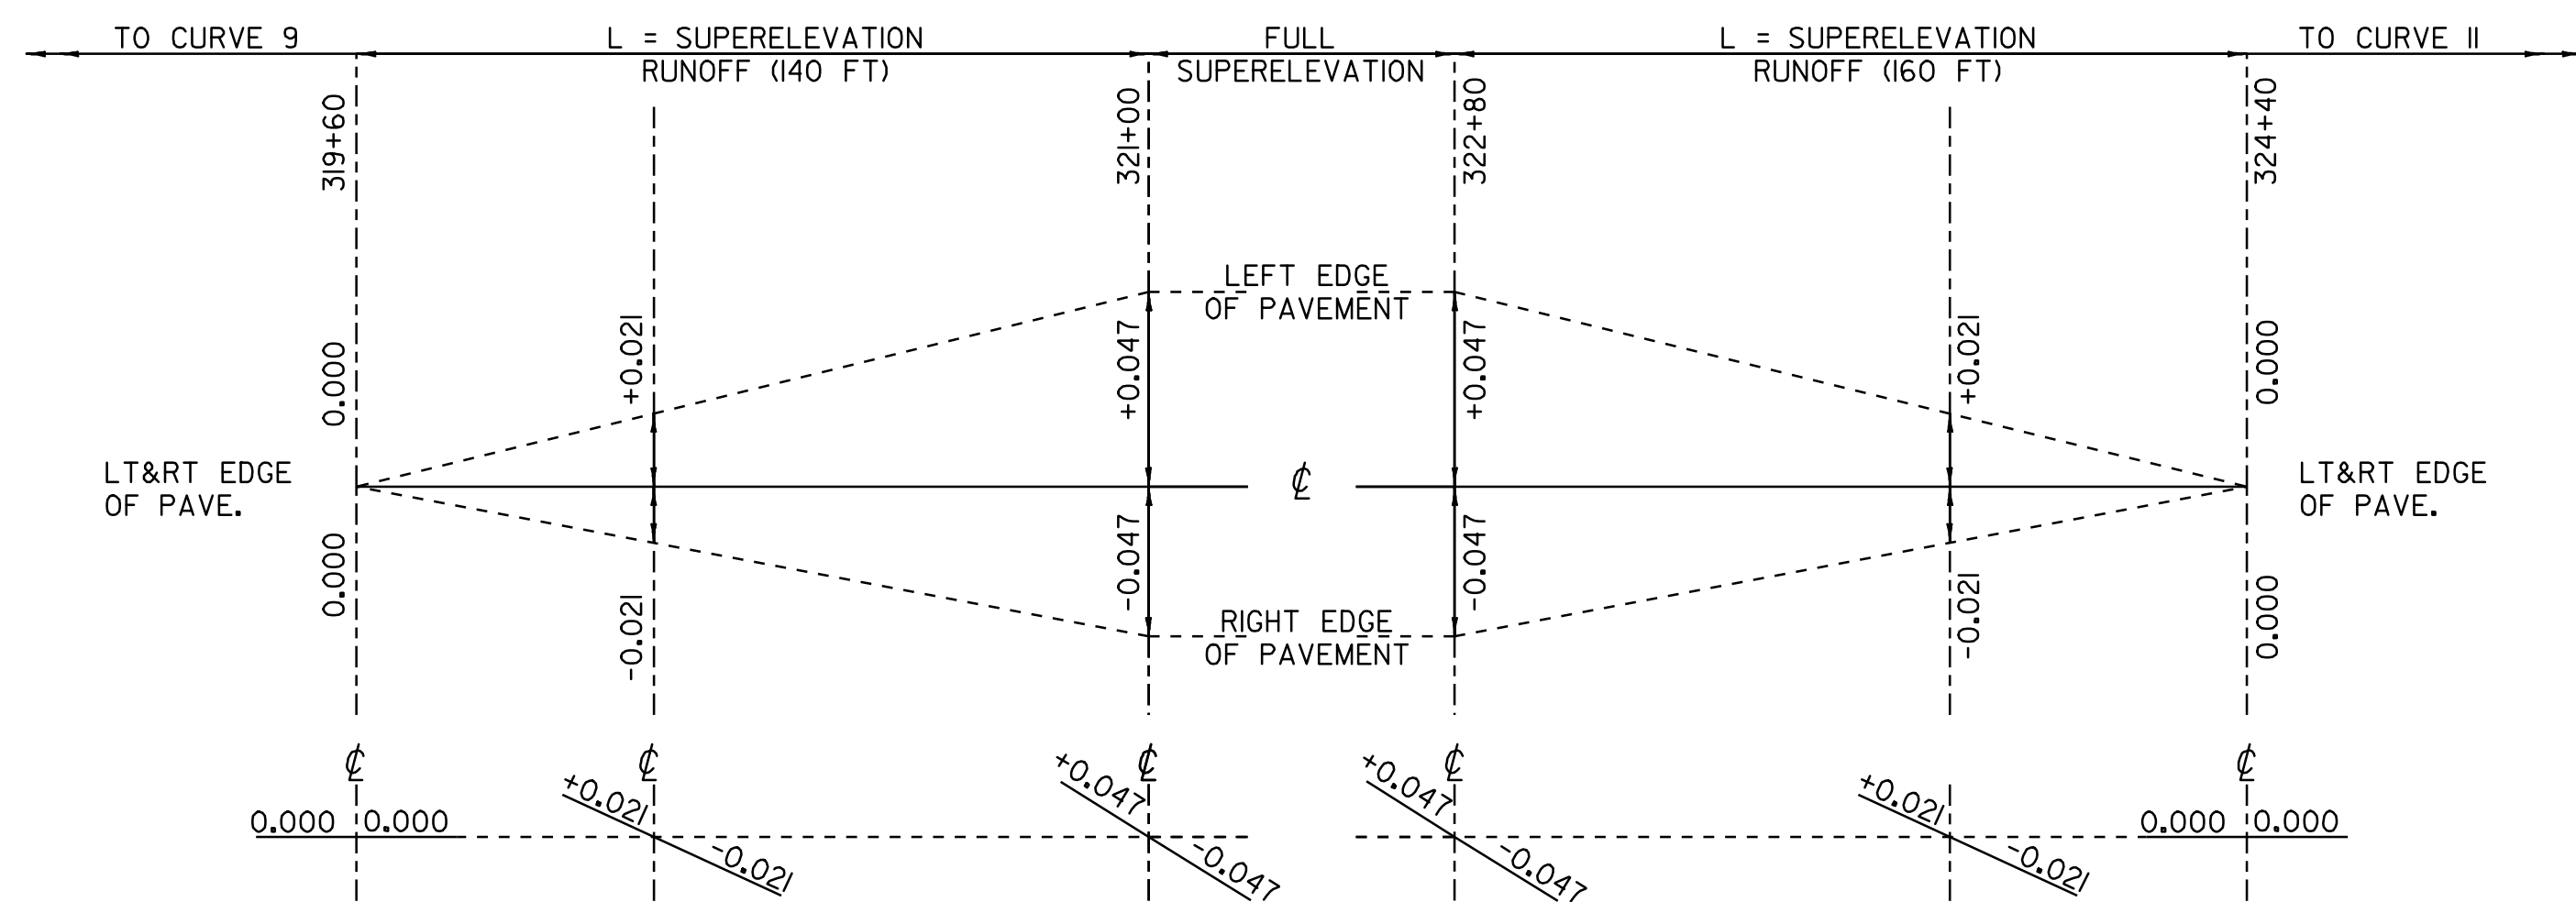 TO CURVE 9
L = SUPERELEVATION
RUNOFF (140 FT)
FULL
SUPERELEVATION
L = SUPERELEVATION
RUNOFF (160 FT)
TO CURVE 11
319+60
321+00
322+80
324+40
LEFT EDGE
OF PAVEMENT
0.000
+0.021
+0.047
+0.047
+0.021
0.000
LT&RT EDGE
OF PAVE.
℄
LT&RT EDGE
OF PAVE.
0.000
-0.021
-0.047
-0.047
-0.021
0.000
RIGHT EDGE
OF PAVEMENT
℄
℄
℄
℄
℄
0.000 0.000
+0.021
-0.021
+0.047
-0.047
+0.047
-0.047
+0.021
-0.021
0.000 0.000